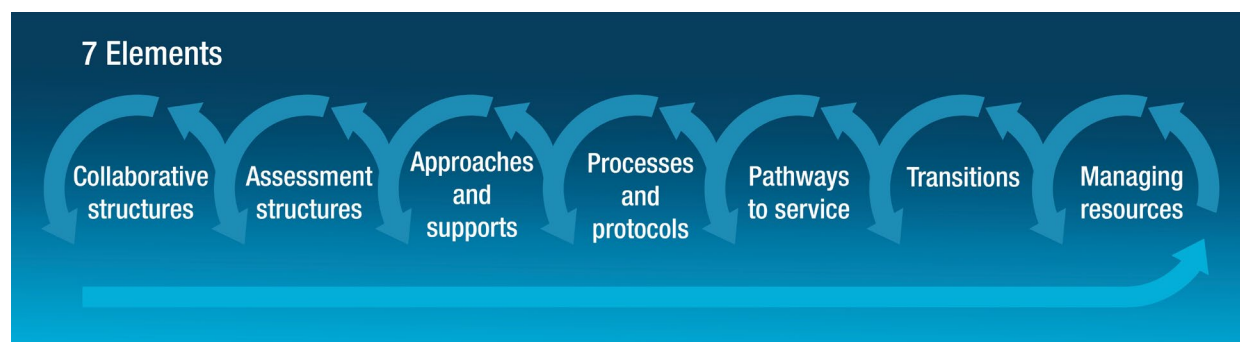 7 Elements
Collaborative
structures
Assessment
structures
Approaches
and
supports
Processes
and
protocols
Pathways
to service
Transitions
Managing
resources